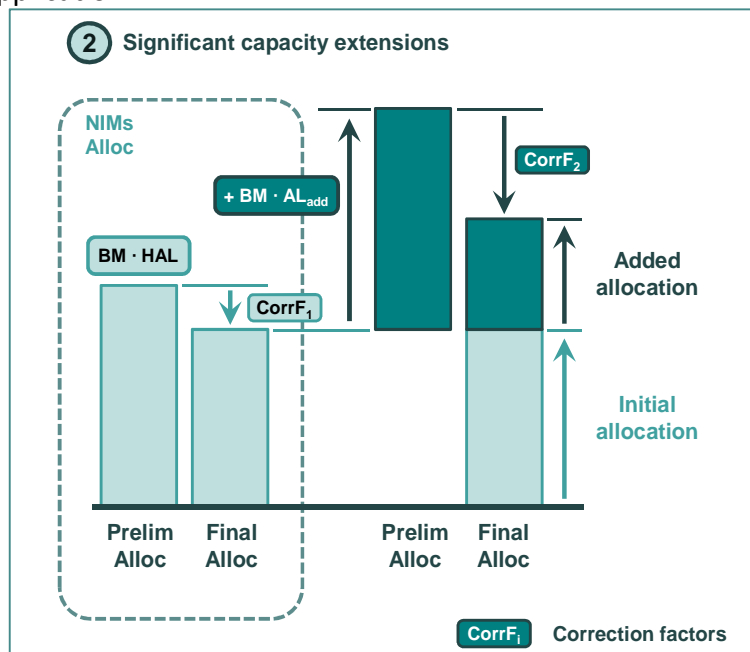 2 Significant capacity extensions
NIMs
Alloc
CorrF2
+ BM · ALadd
BM · HAL
CorrF1
Added
allocation
Initial
allocation
Prelim
Alloc
Final
Alloc
Prelim
Alloc
Final
Alloc
CorrFi Correction factors